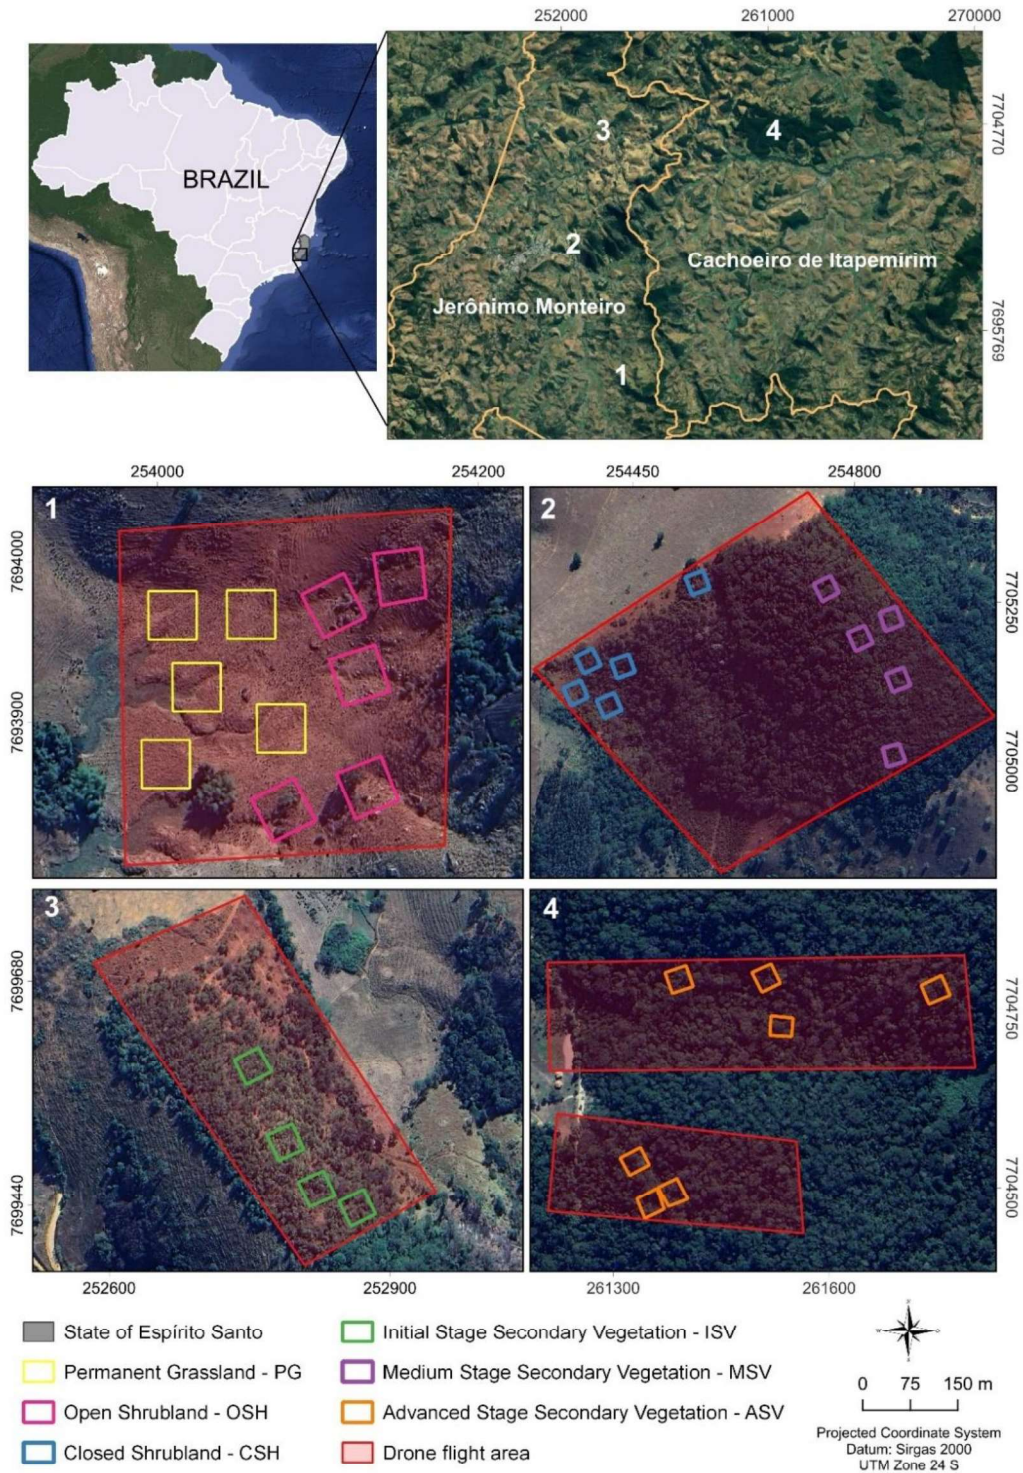 252000 261000 270000
BRAZIL
3 4
7704770
2
Cachoeiro de Itapemirim
Jerônimo Monteiro
7695769
1
254000 254200 254450 254800
1 2
7694000
7693900
7705250
7705000
3 4
7699680
7699440
7704750
7704500
252600 252900 261300 261600
State of Espírito Santo
Permanent Grassland - PG
Open Shrubland - OSH
Closed Shrubland - CSH
Initial Stage Secondary Vegetation - ISV
Medium Stage Secondary Vegetation - MSV
Advanced Stage Secondary Vegetation - ASV
Drone flight area
0 75 150 m
Projected Coordinate System
Datum: Sirgas 2000
UTM Zone 24 S